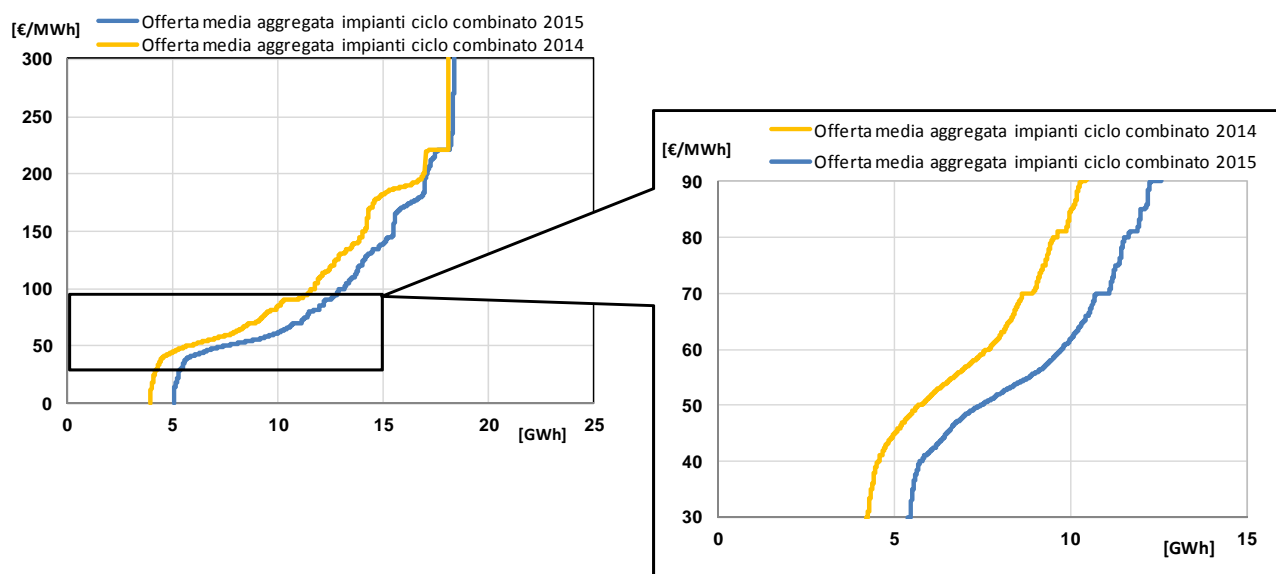 [€/MWh]
Offerta media aggregata impianti ciclo combinato 2015
Offerta media aggregata impianti ciclo combinato 2014
300
250
200
150
100
50
0
0 5 10 15 20 25
[GWh]
Offerta media aggregata impianti ciclo combinato 2014
Offerta media aggregata impianti ciclo combinato 2015
[€/MWh]
90
80
70
60
50
40
30
0 5 10 15
[GWh]